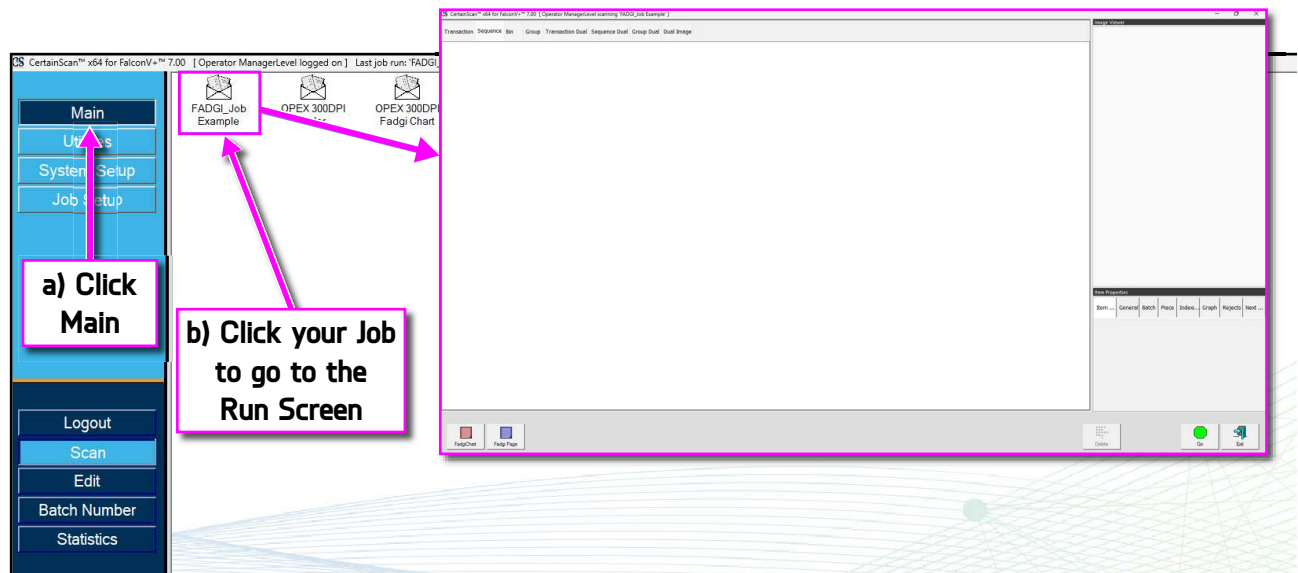 CertainScan™ x64 for FalconV+™ 7.00 [ Operator ManagerLevel scanning 'FADGI_Job Example' ]
Image Viewer
Transaction Sequence Bin Group Transaction Dual Sequence Dual Group Dual Dual Image
CS CertainScan™ x64 for FalconV+™ 7.00 [ Operator ManagerLevel logged on ] Last job run: 'FADGI_
Main
Utilities
System Setup
Job Setup
FADGI_Job
Example
OPEX 300DPI
OPEX 300DPI
Fadgi Chart
a) Click
Main
b) Click your Job
to go to the
Run Screen
Item Properties
Item ... General Batch Piece Indexi... Graph Rejects Next ...
FadgiChart Fadgi Page Delete Go Exit
Logout
Scan
Edit
Batch Number
Statistics